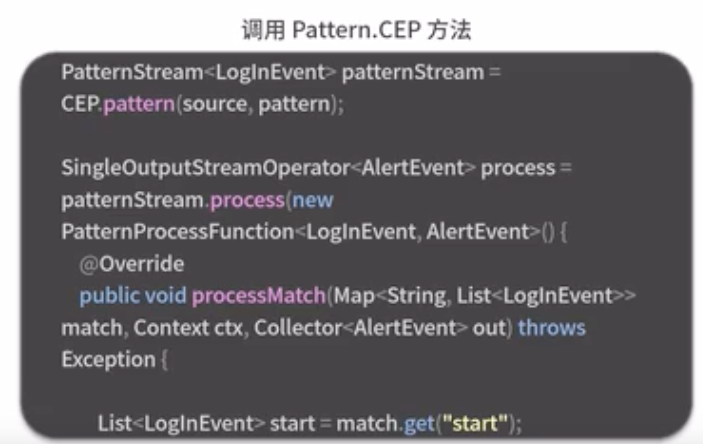 调用 Pattern.CEP 方法
PatternStream<LogInEvent> patternStream =
CEP.pattern(source, pattern);
SingleOutputStreamOperator<AlertEvent> process =
patternStream.process(new
PatternProcessFunction<LogInEvent, AlertEvent>() {
@Override
public void processMatch(Map<String, List<LogInEvent>>
match, Context ctx, Collector<AlertEvent> out) throws
Exception {
List<LogInEvent> start = match.get("start");